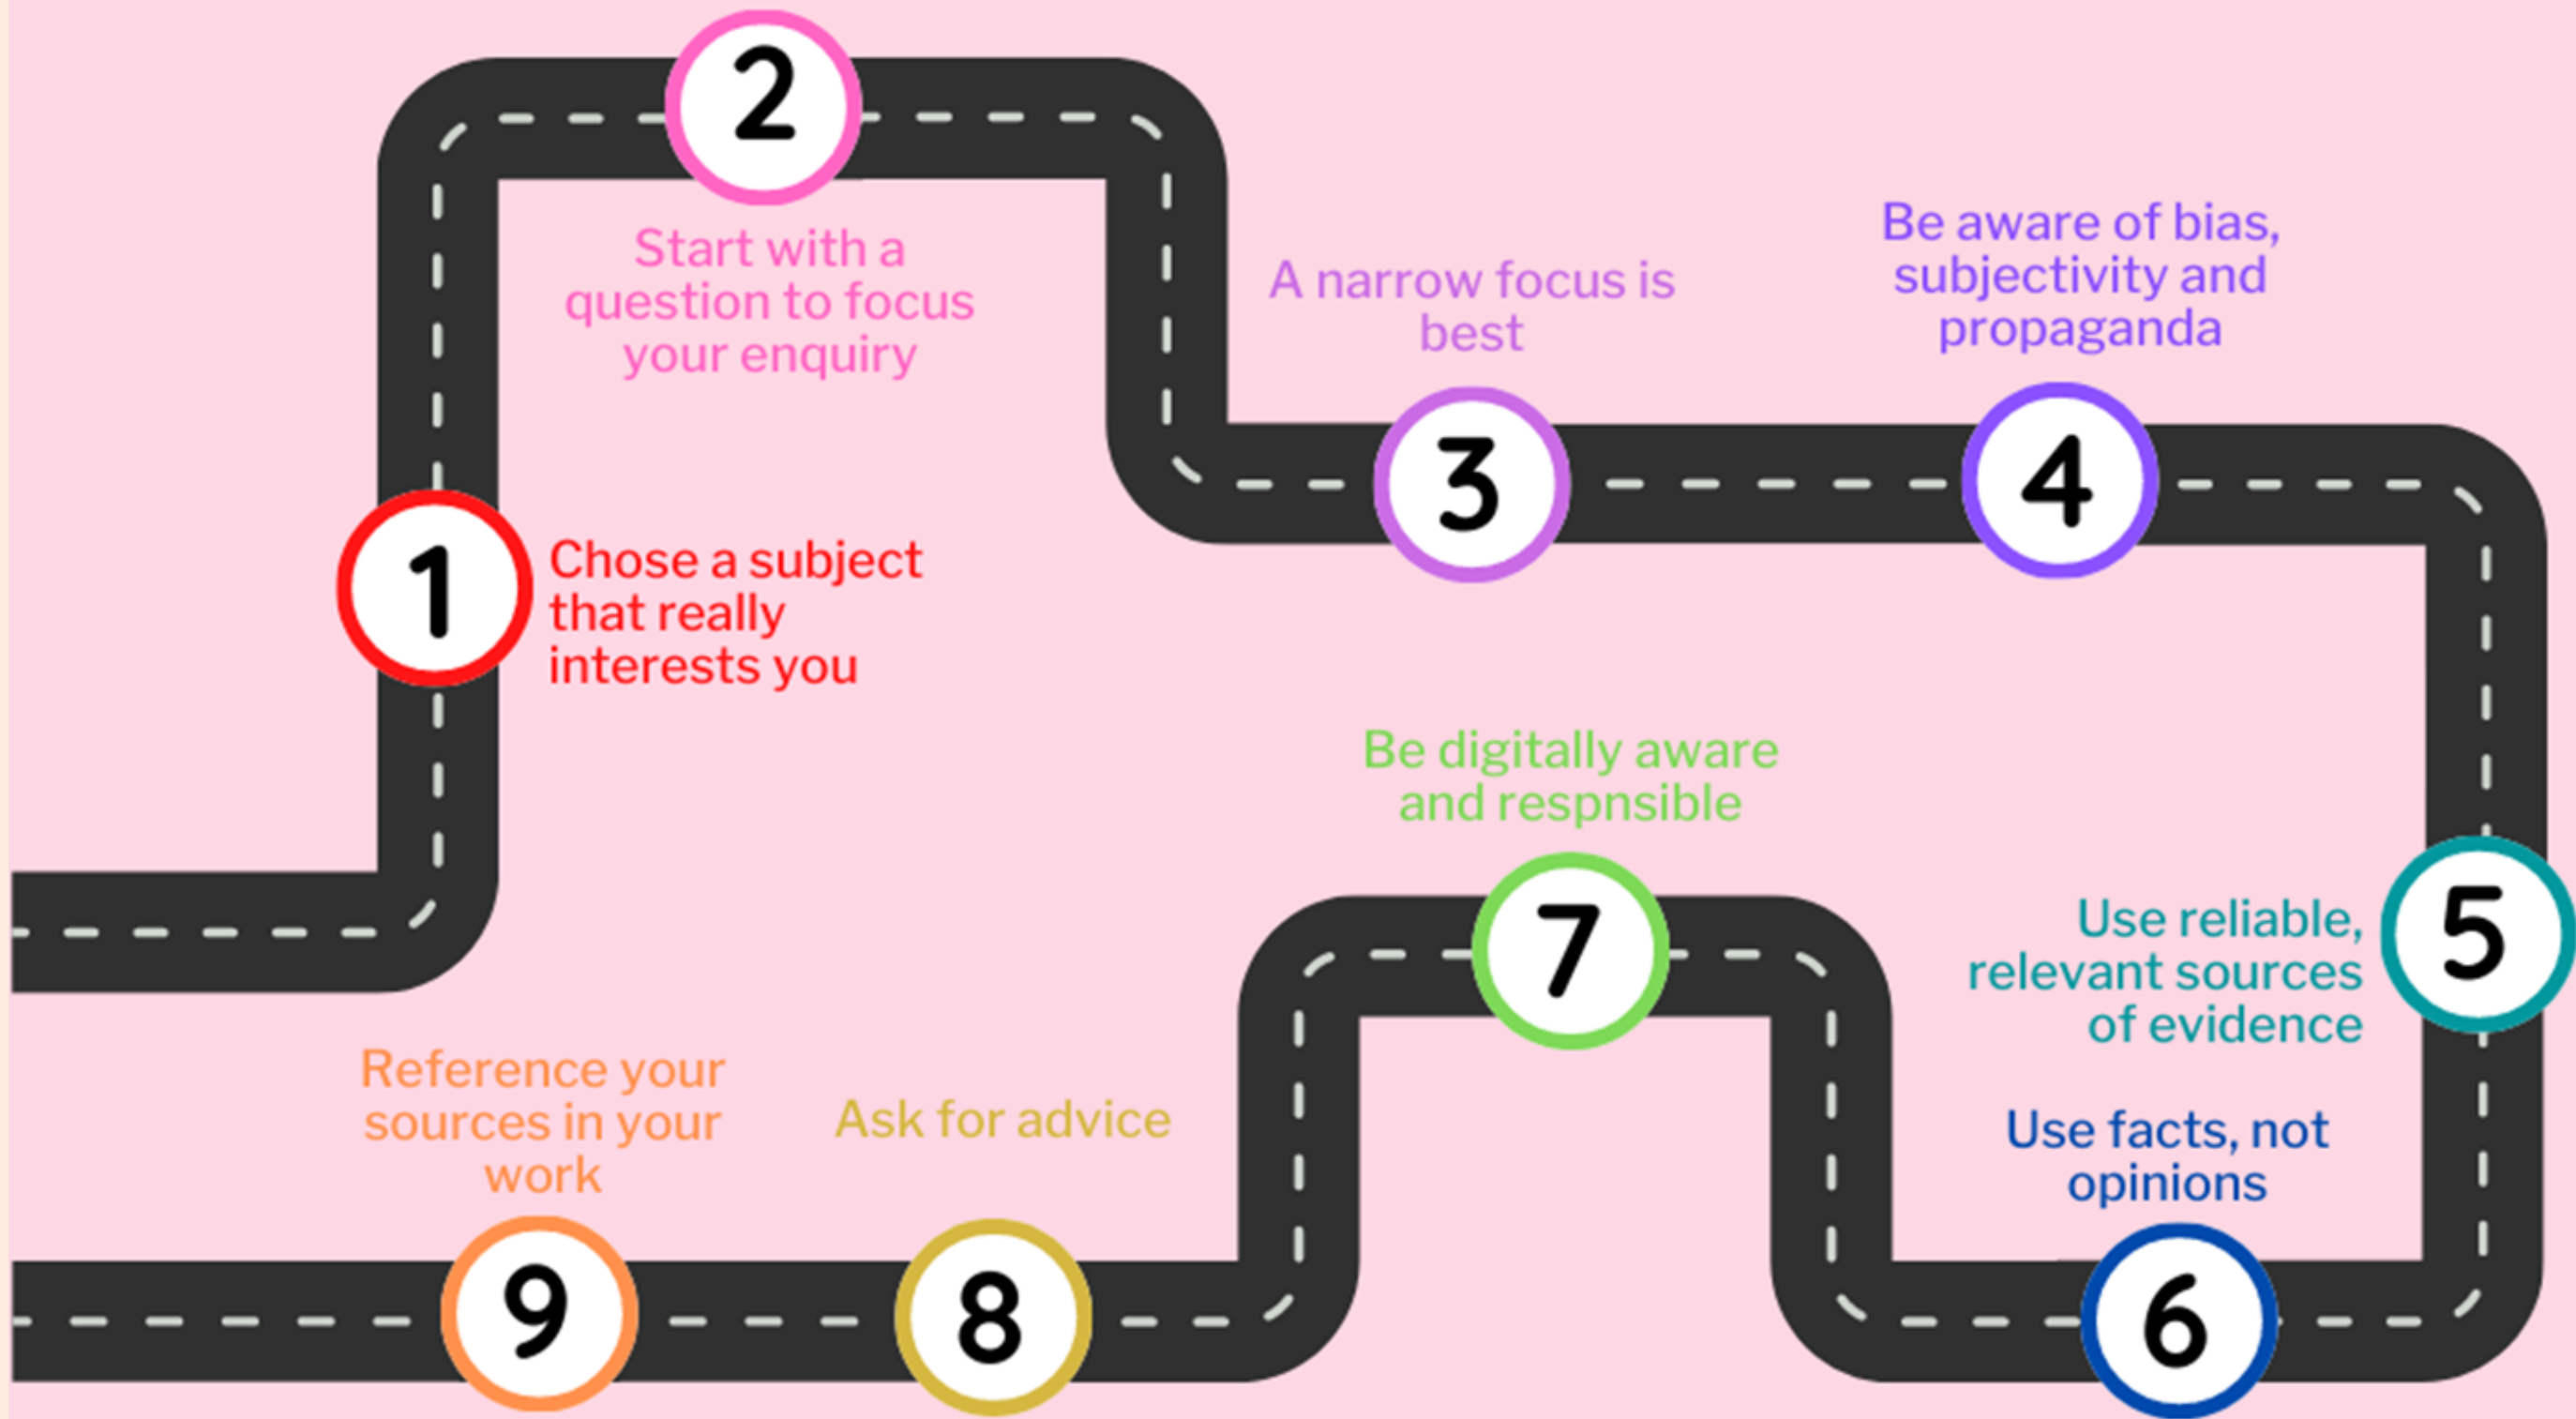 1
Chose a subject
that really
interests you
2
Start with a
question to focus
your enquiry
3
A narrow focus is
best
4
Be aware of bias,
subjectivity and
propaganda
5
Use reliable,
relevant sources
of evidence
6
Use facts, not
opinions
7
Be digitally aware
and respnsible
8
Ask for advice
9
Reference your
sources in your
work